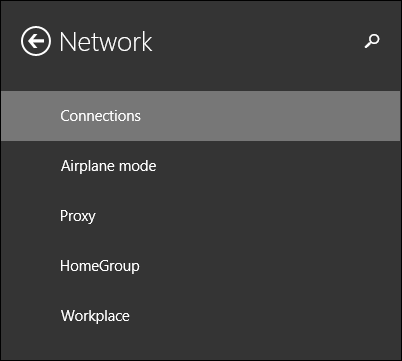 Network
Connections
Airplane mode
Proxy
HomeGroup
Workplace